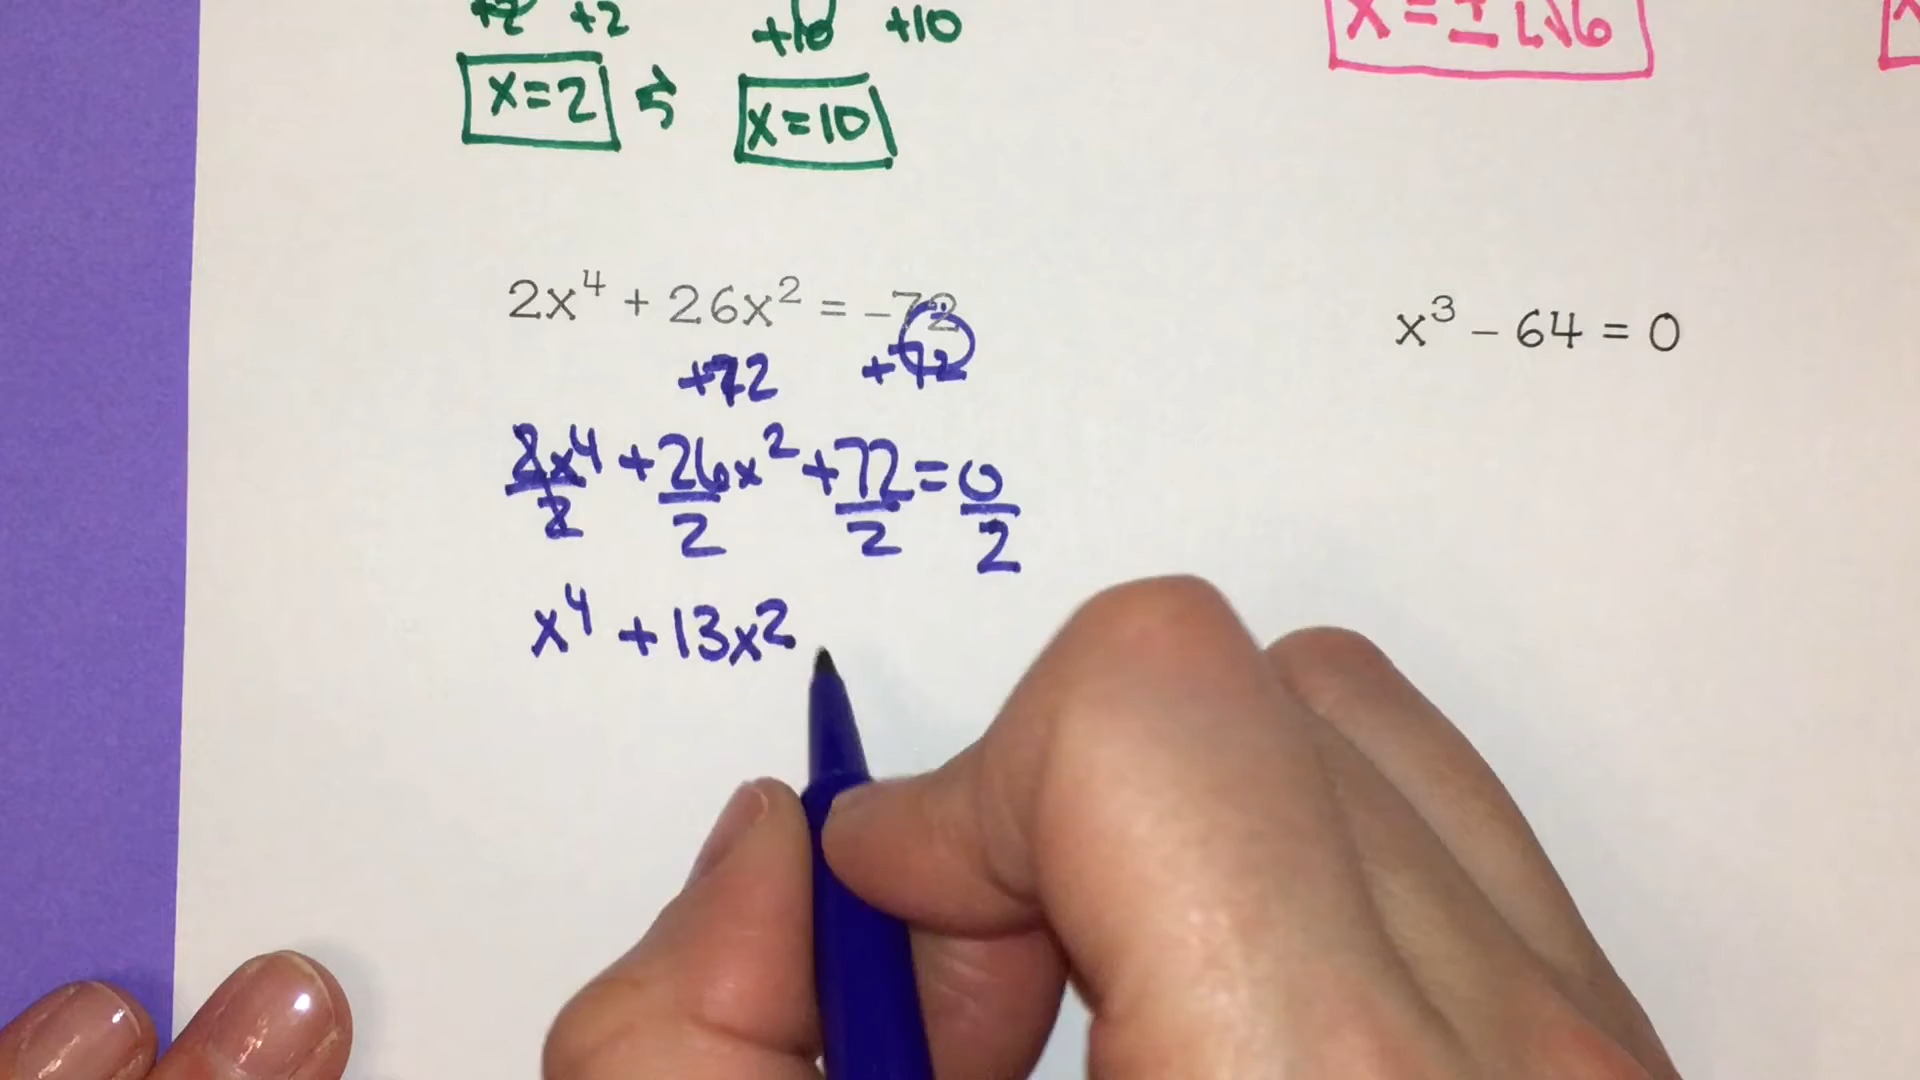 +2 +2 +10 +10
x=2 , x=10
x = ± i√6
2x⁴ + 26x² = -72
+72 +72
2x⁴/2 + 26x²/2 + 72/2 = 0/2
x⁴ + 13x²
x³ - 64 = 0